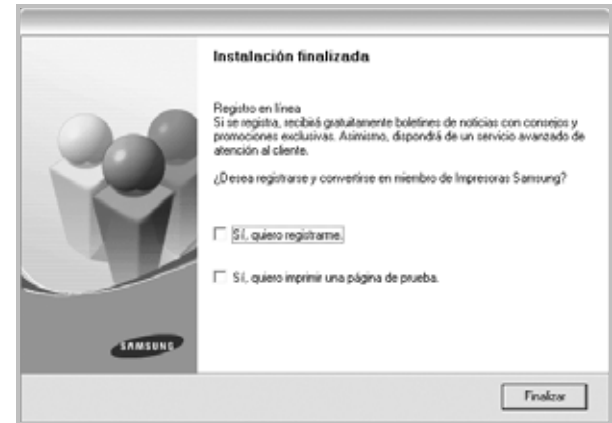 Instalación finalizada
Registro en línea
Si se registra, recibirá gratuitamente boletines de noticias con consejos y
promociones exclusivas. Asimismo, dispondrá de un servicio avanzado de
atención al cliente.
¿Desea registrarse y convertirse en miembro de Impresoras Samsung?
Sí, quiero registrarme.
Sí, quiero imprimir una página de prueba.
SAMSUNG
Finalizar